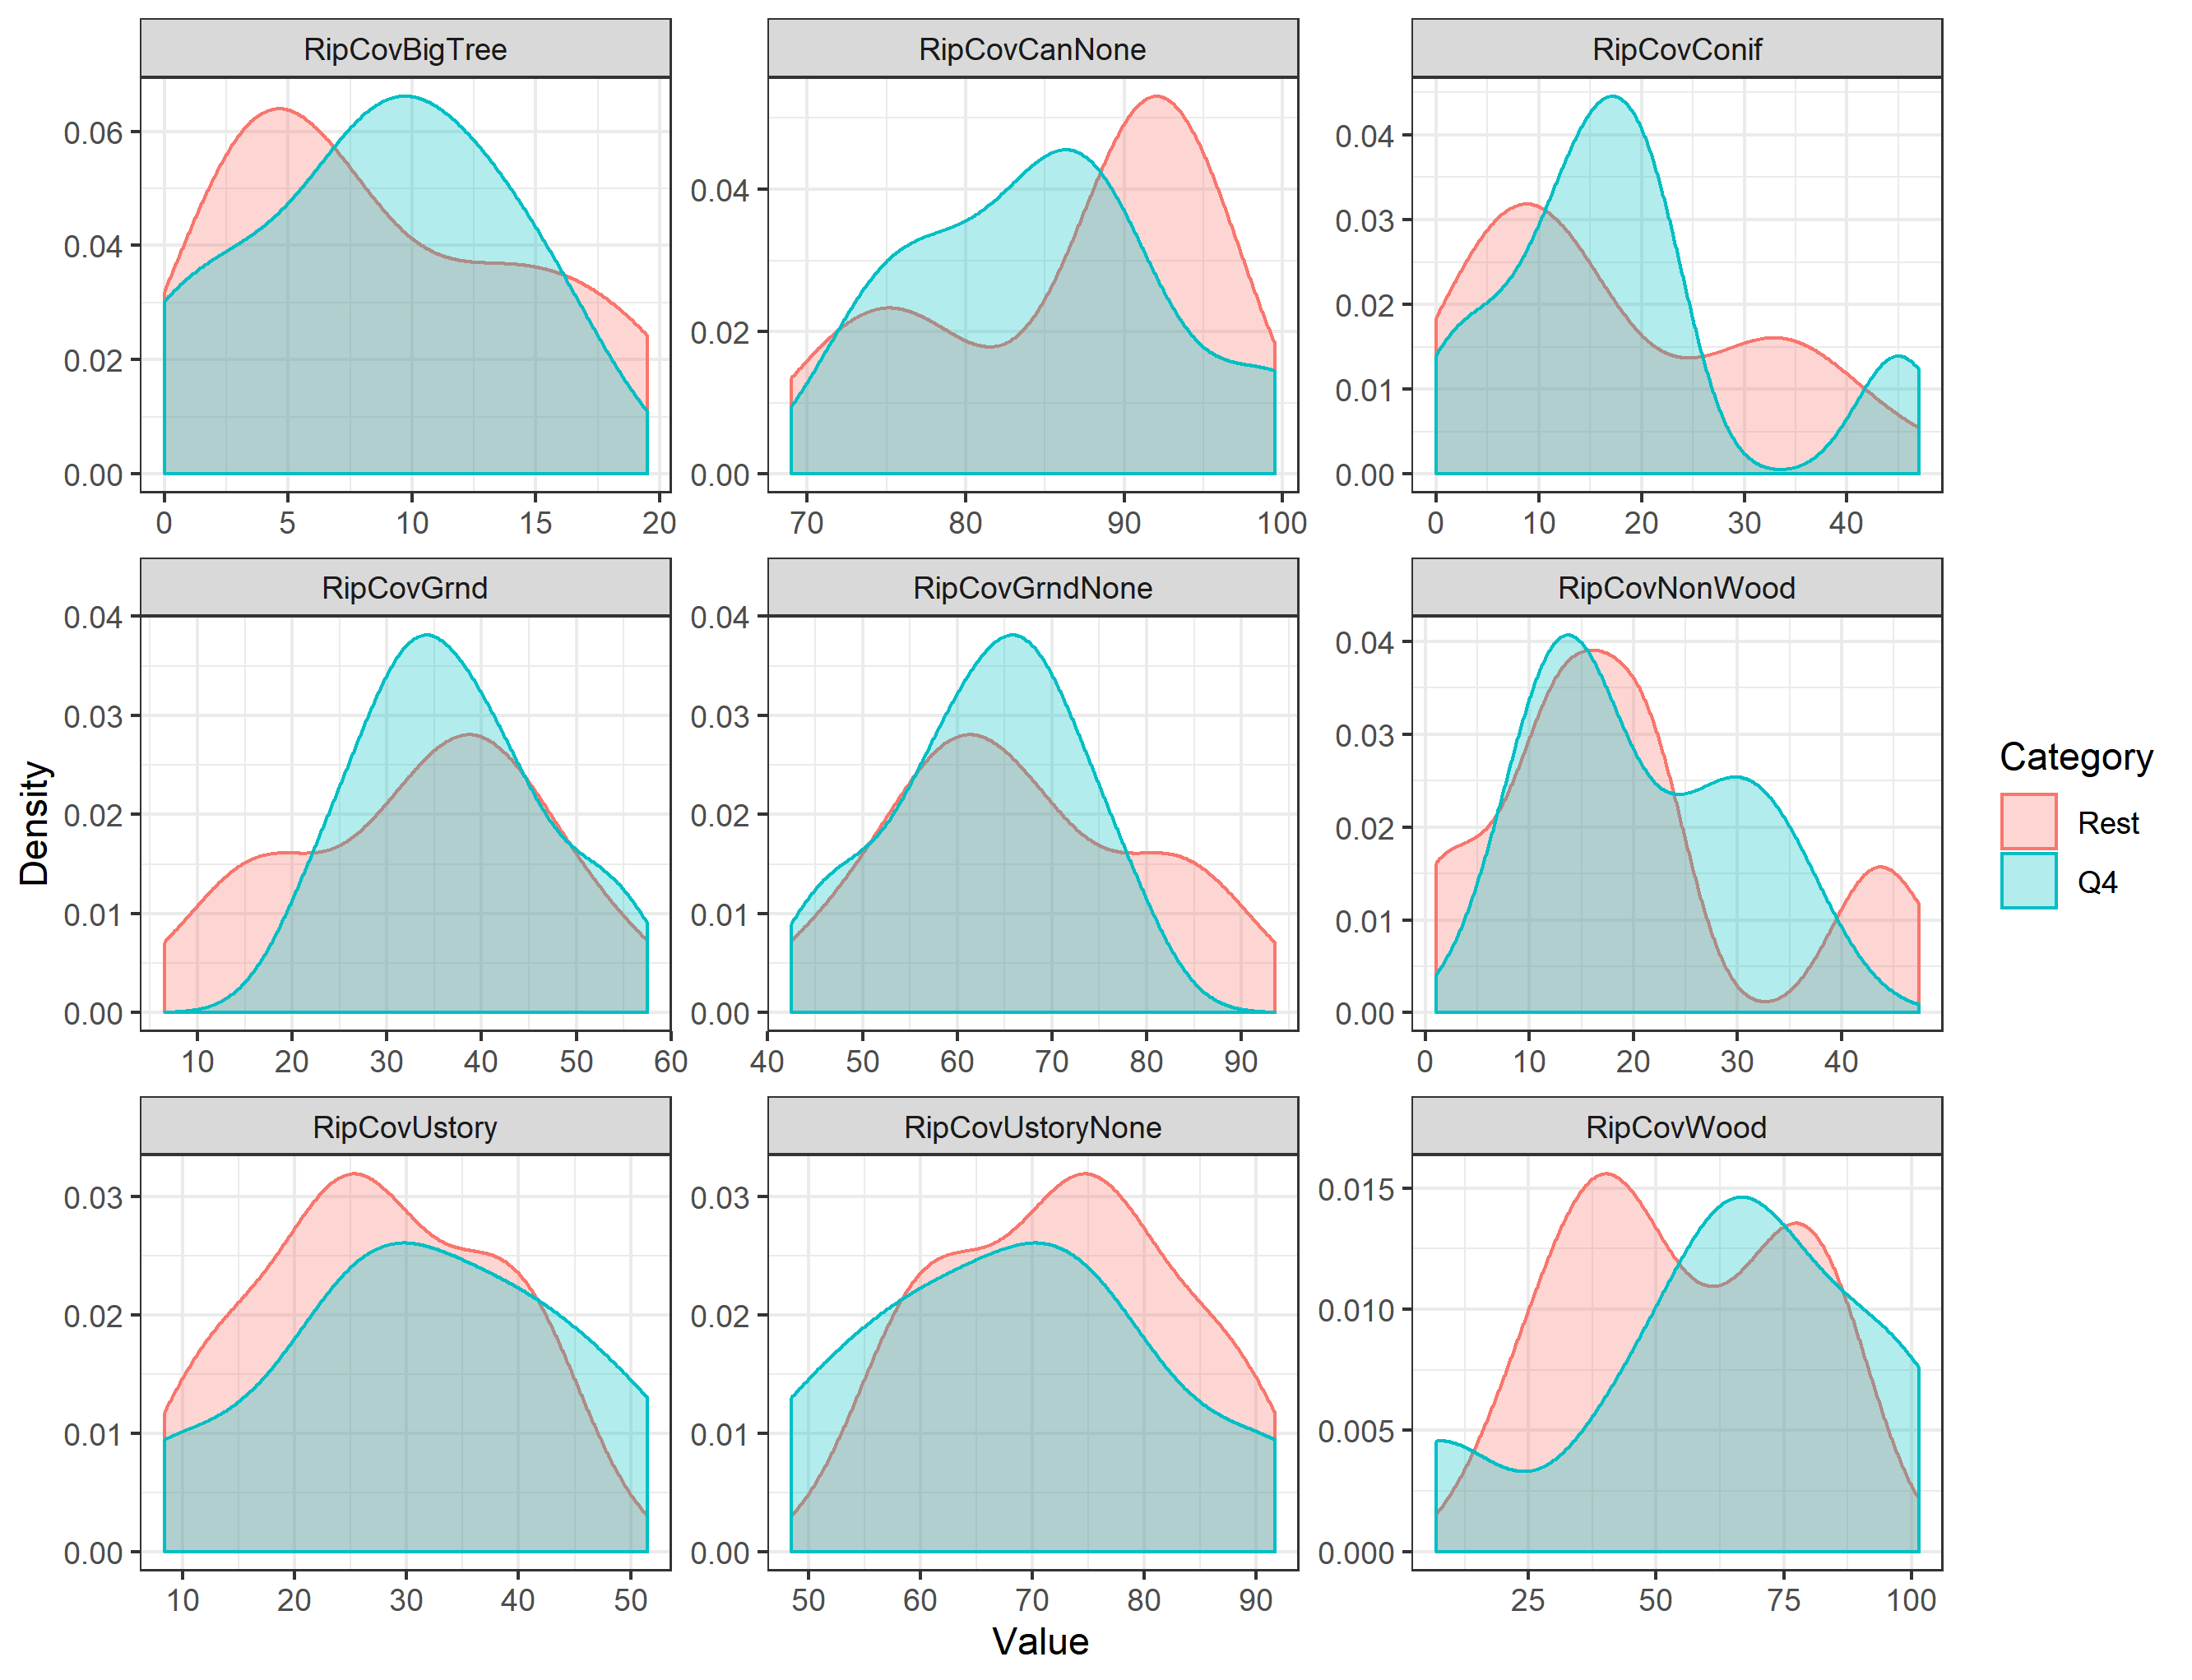 RipCovBigTree RipCovCanNone RipCovConif
0.06 0.04 0.02 0.00
0.04 0.02 0.00
0.04 0.03 0.02 0.01 0.00
0 5 10 15 20
70 80 90 100
0 10 20 30 40
RipCovGrnd RipCovGrndNone RipCovNonWood
0.04 0.03 0.02 0.01 0.00
0.04 0.03 0.02 0.01 0.00
0.04 0.03 0.02 0.01 0.00
10 20 30 40 50 60
40 50 60 70 80 90
0 10 20 30 40
RipCovUstory RipCovUstoryNone RipCovWood
0.03 0.02 0.01 0.00
0.03 0.02 0.01 0.00
0.015 0.010 0.005 0.000
10 20 30 40 50
50 60 70 80 90
25 50 75 100
Density
Value
Category
Rest
Q4